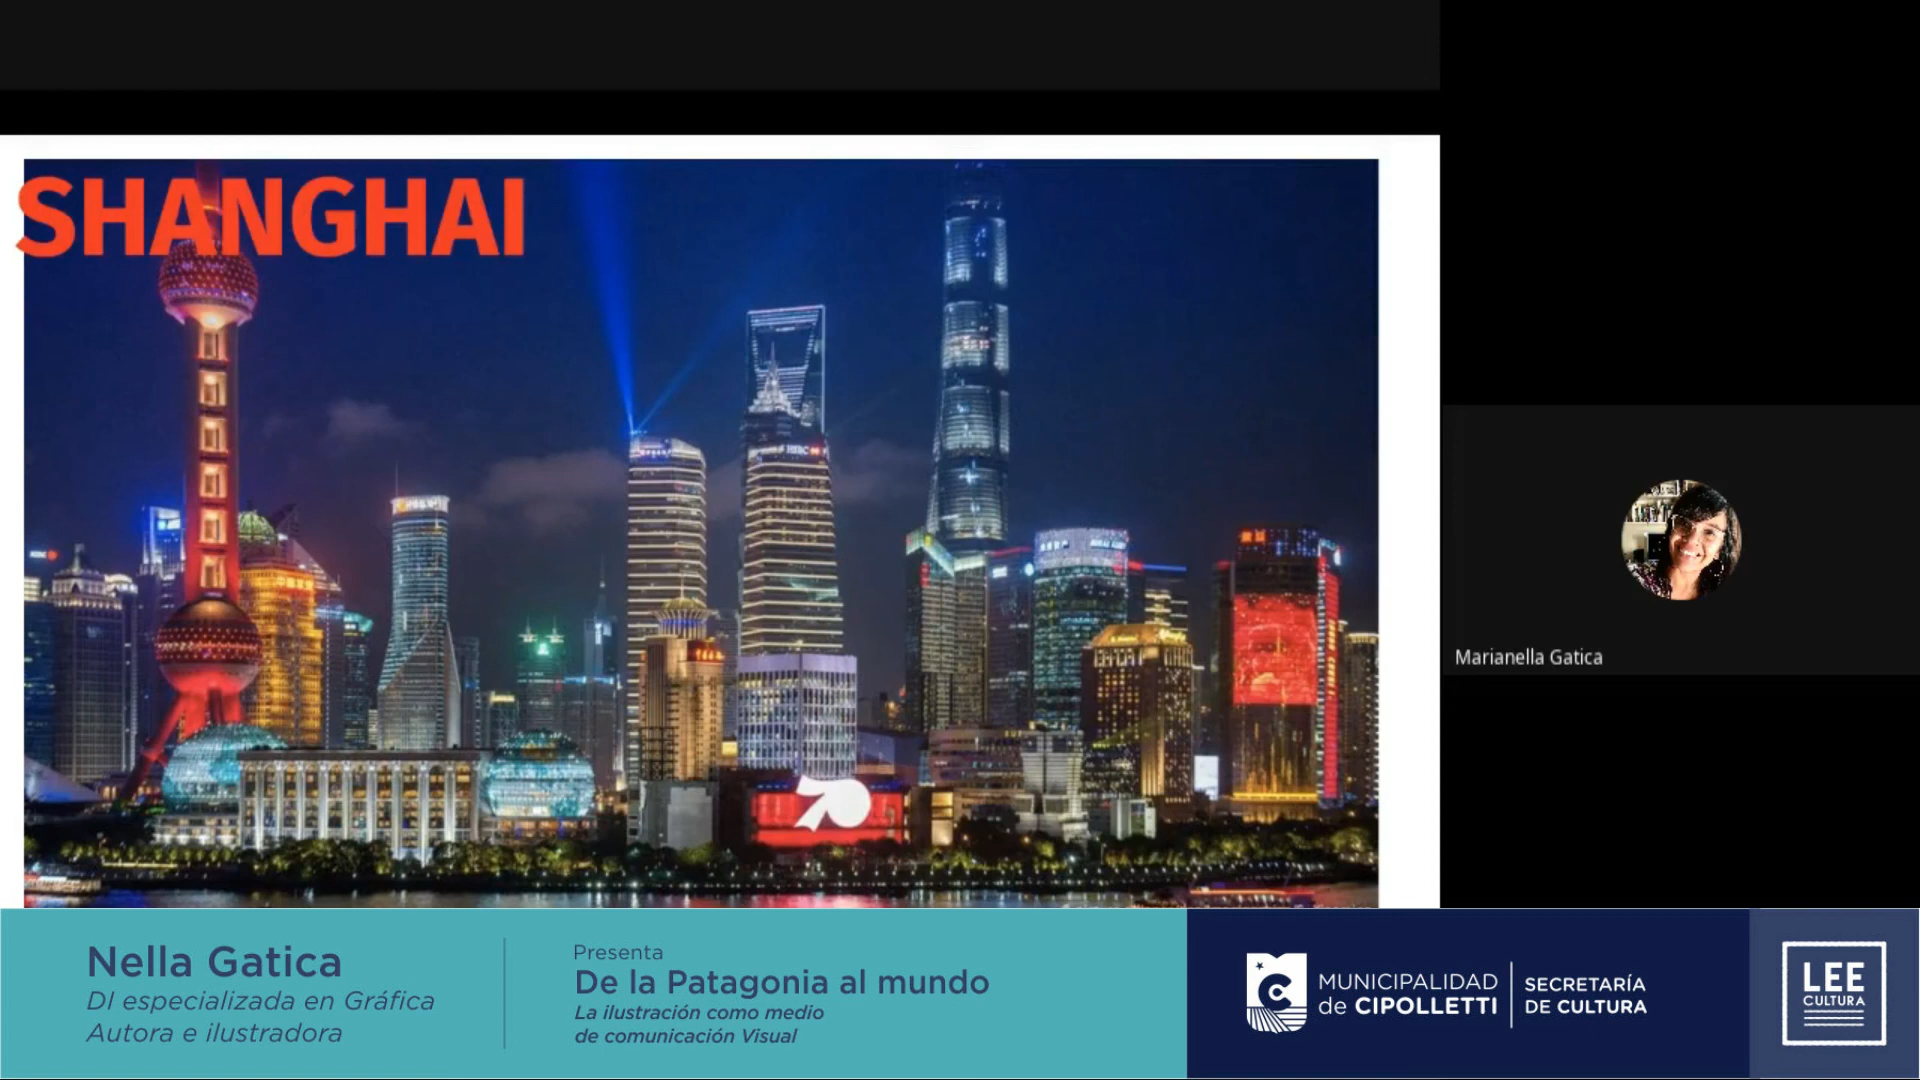 SHANGHAI
HSBC
Marianella Gatica
Nella Gatica
DI especializada en Gráfica
Autora e ilustradora
Presenta
De la Patagonia al mundo
La ilustración como medio
de comunicación Visual
MUNICIPALIDAD
de CIPOLLETTI
SECRETARÍA
DE CULTURA
LEE
CULTURA